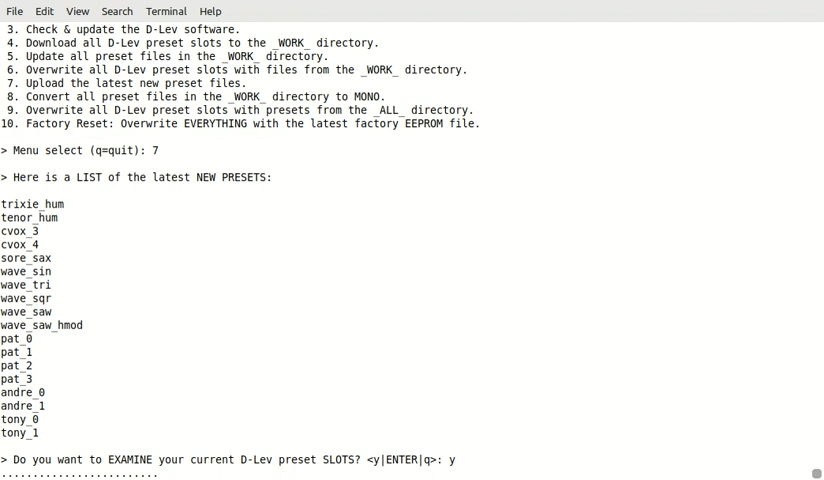 File Edit View Search Terminal Help
3. Check & update the D-Lev software.
4. Download all D-Lev preset slots to the _WORK_ directory.
5. Update all preset files in the _WORK_ directory.
6. Overwrite all D-Lev preset slots with files from the _WORK_ directory.
7. Upload the latest new preset files.
8. Convert all preset files in the _WORK_ directory to MONO.
9. Overwrite all D-Lev preset slots with presets from the _ALL_ directory.
10. Factory Reset: Overwrite EVERYTHING with the latest factory EEPROM file.
> Menu select (q=quit): 7
> Here is a LIST of the latest NEW PRESETS:
trixie_hum
tenor_hum
cvox_3
cvox_4
sore_sax
wave_sin
wave_tri
wave_sqr
wave_saw
wave_saw_hmod
pat_0
pat_1
pat_2
pat_3
andre_0
andre_1
tony_0
tony_1
> Do you want to EXAMINE your current D-Lev preset SLOTS? <y|ENTER|q>: y
.........................